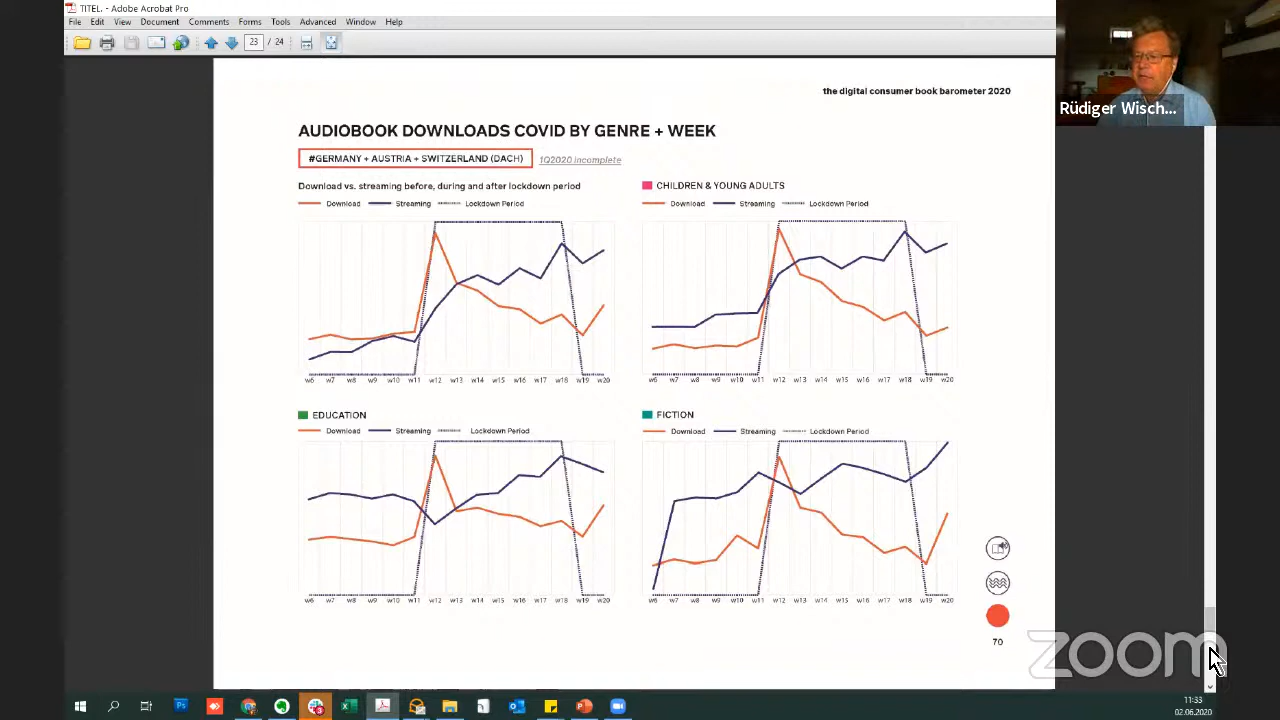 TITEL. - Adobe Acrobat Pro
File Edit View Document Comments Forms Tools Advanced Window Help
23 / 24
the digital consumer book barometer 2020
AUDIOBOOK DOWNLOADS COVID BY GENRE + WEEK
#GERMANY + AUSTRIA + SWITZERLAND (DACH) 1Q2020 incomplete
Download vs. streaming before, during and after lockdown period
Download Streaming Lockdown Period
w6 w7 w8 w9 w10 w11 w12 w13 w14 w15 w16 w17 w18 w19 w20
CHILDREN & YOUNG ADULTS
Download Streaming Lockdown Period
w6 w7 w8 w9 w10 w11 w12 w13 w14 w15 w16 w17 w18 w19 w20
EDUCATION
Download Streaming Lockdown Period
w6 w7 w8 w9 w10 w11 w12 w13 w14 w15 w16 w17 w18 w19 w20
FICTION
Download Streaming Lockdown Period
w6 w7 w8 w9 w10 w11 w12 w13 w14 w15 w16 w17 w18 w19 w20
70
Rüdiger Wisch...
zoom
Ps
11:33
02.06.2020